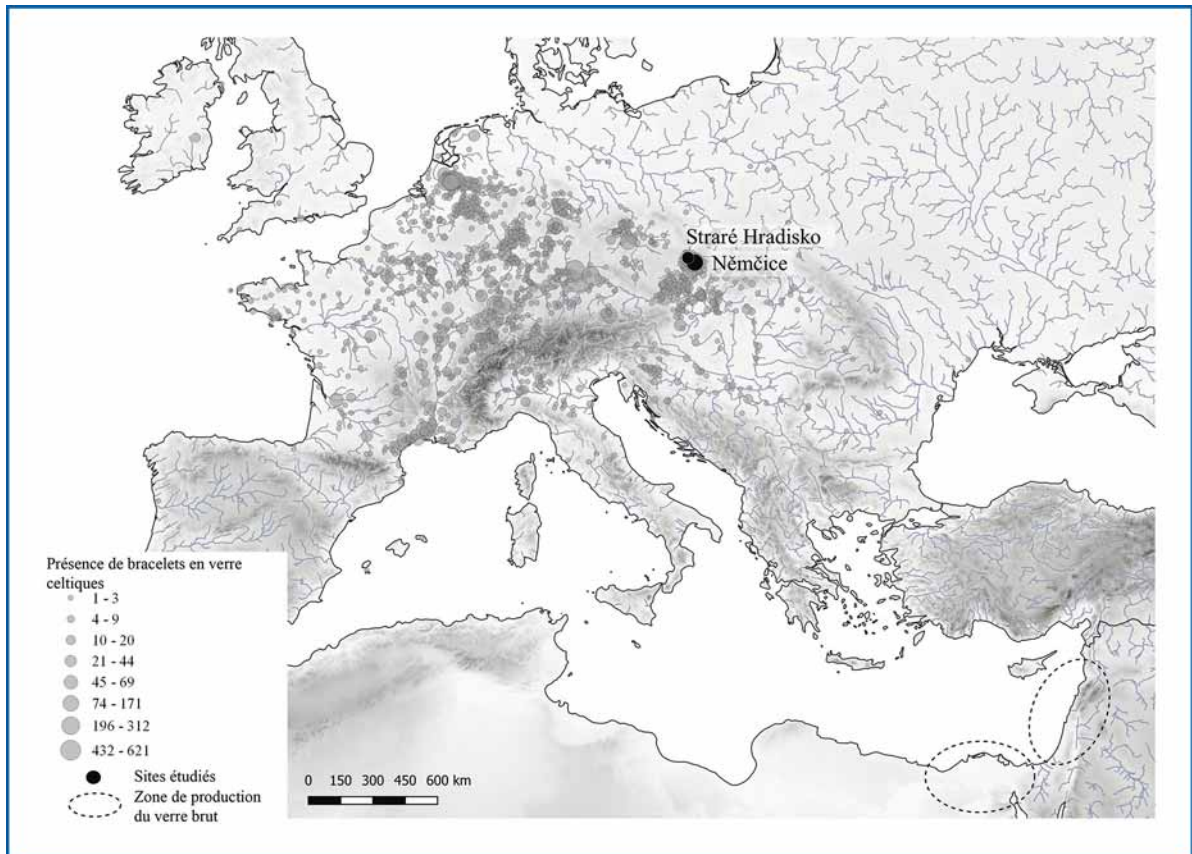 Straré Hradisko
Němčice
Présence de bracelets en verre
celtiques
1 - 3
4 - 9
10 - 20
21 - 44
45 - 69
74 - 171
196 - 312
432 - 621
Sites étudiés
Zone de production
du verre brut
0 150 300 450 600 km